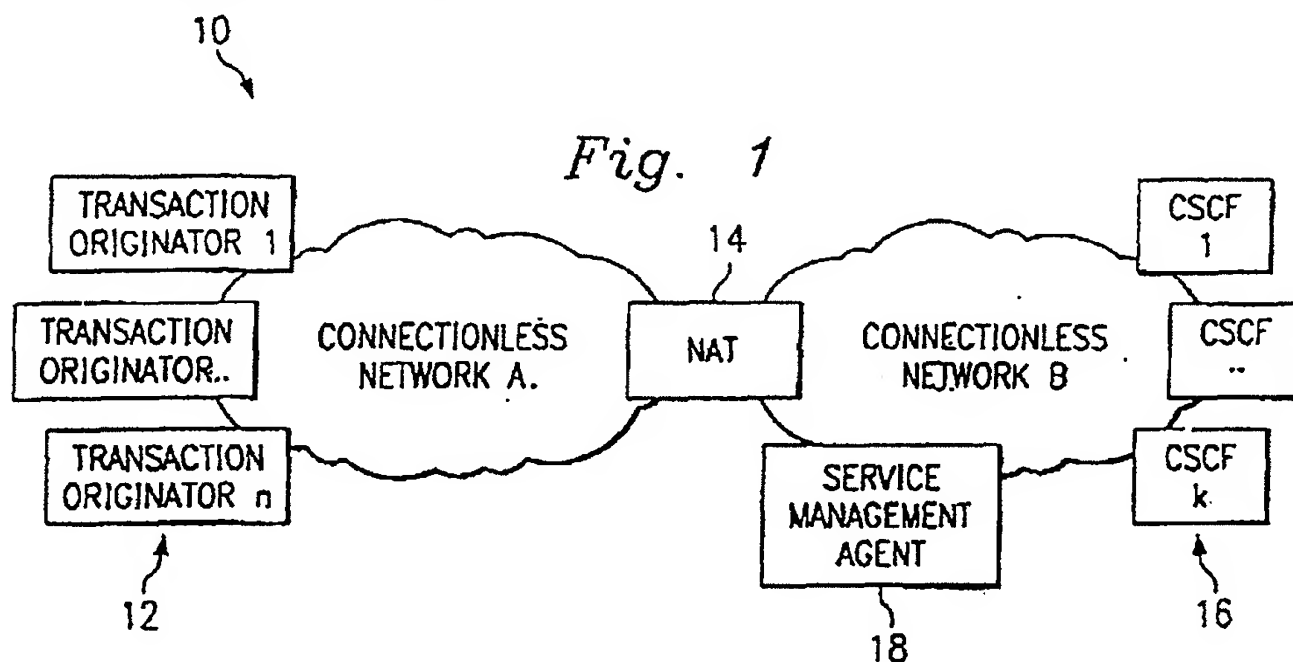 10
Fig. 1
TRANSACTION
ORIGINATOR 1
TRANSACTION
ORIGINATOR..
TRANSACTION
ORIGINATOR n
12
CONNECTIONLESS
NETWORK A.
14
NAT
CONNECTIONLESS
NETWORK B
SERVICE
MANAGEMENT
AGENT
18
CSCF
1
CSCF
..
CSCF
k
16